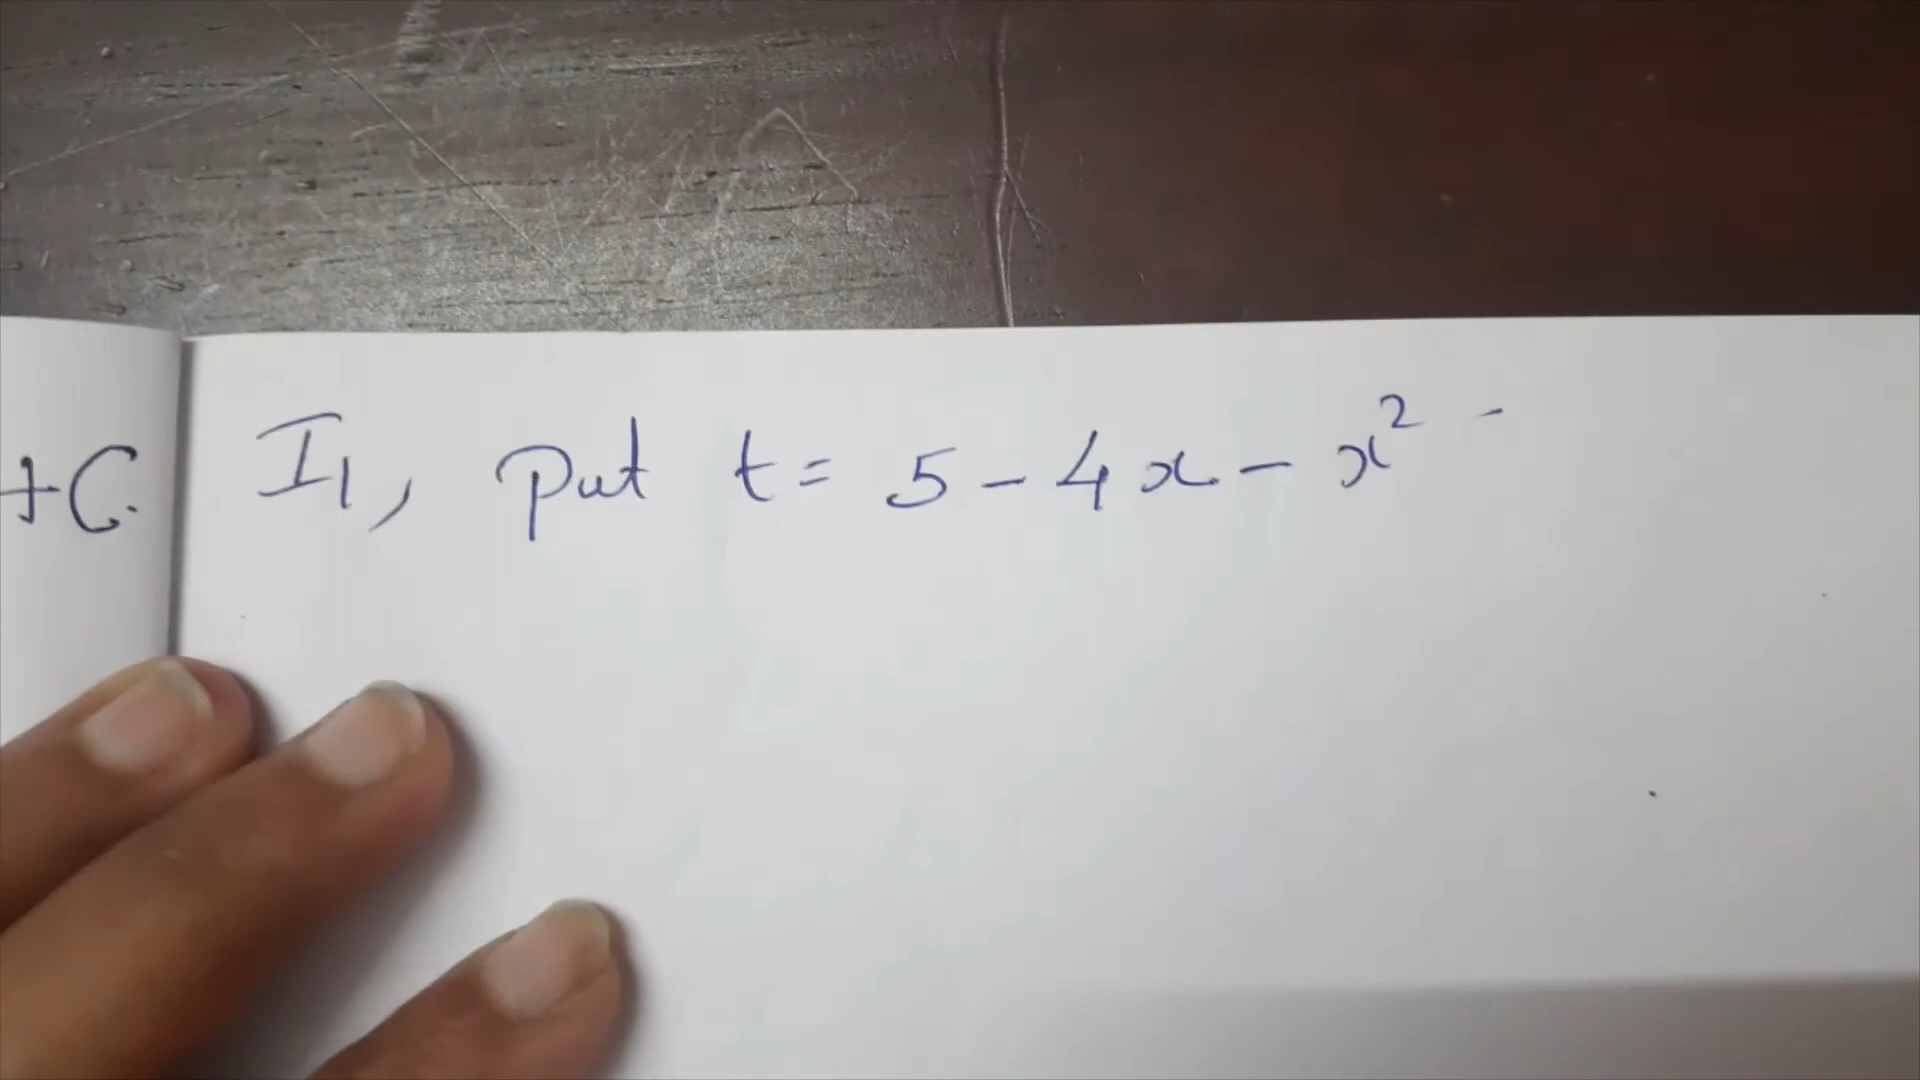 +C.
I₁, put t = 5 - 4x - x² -